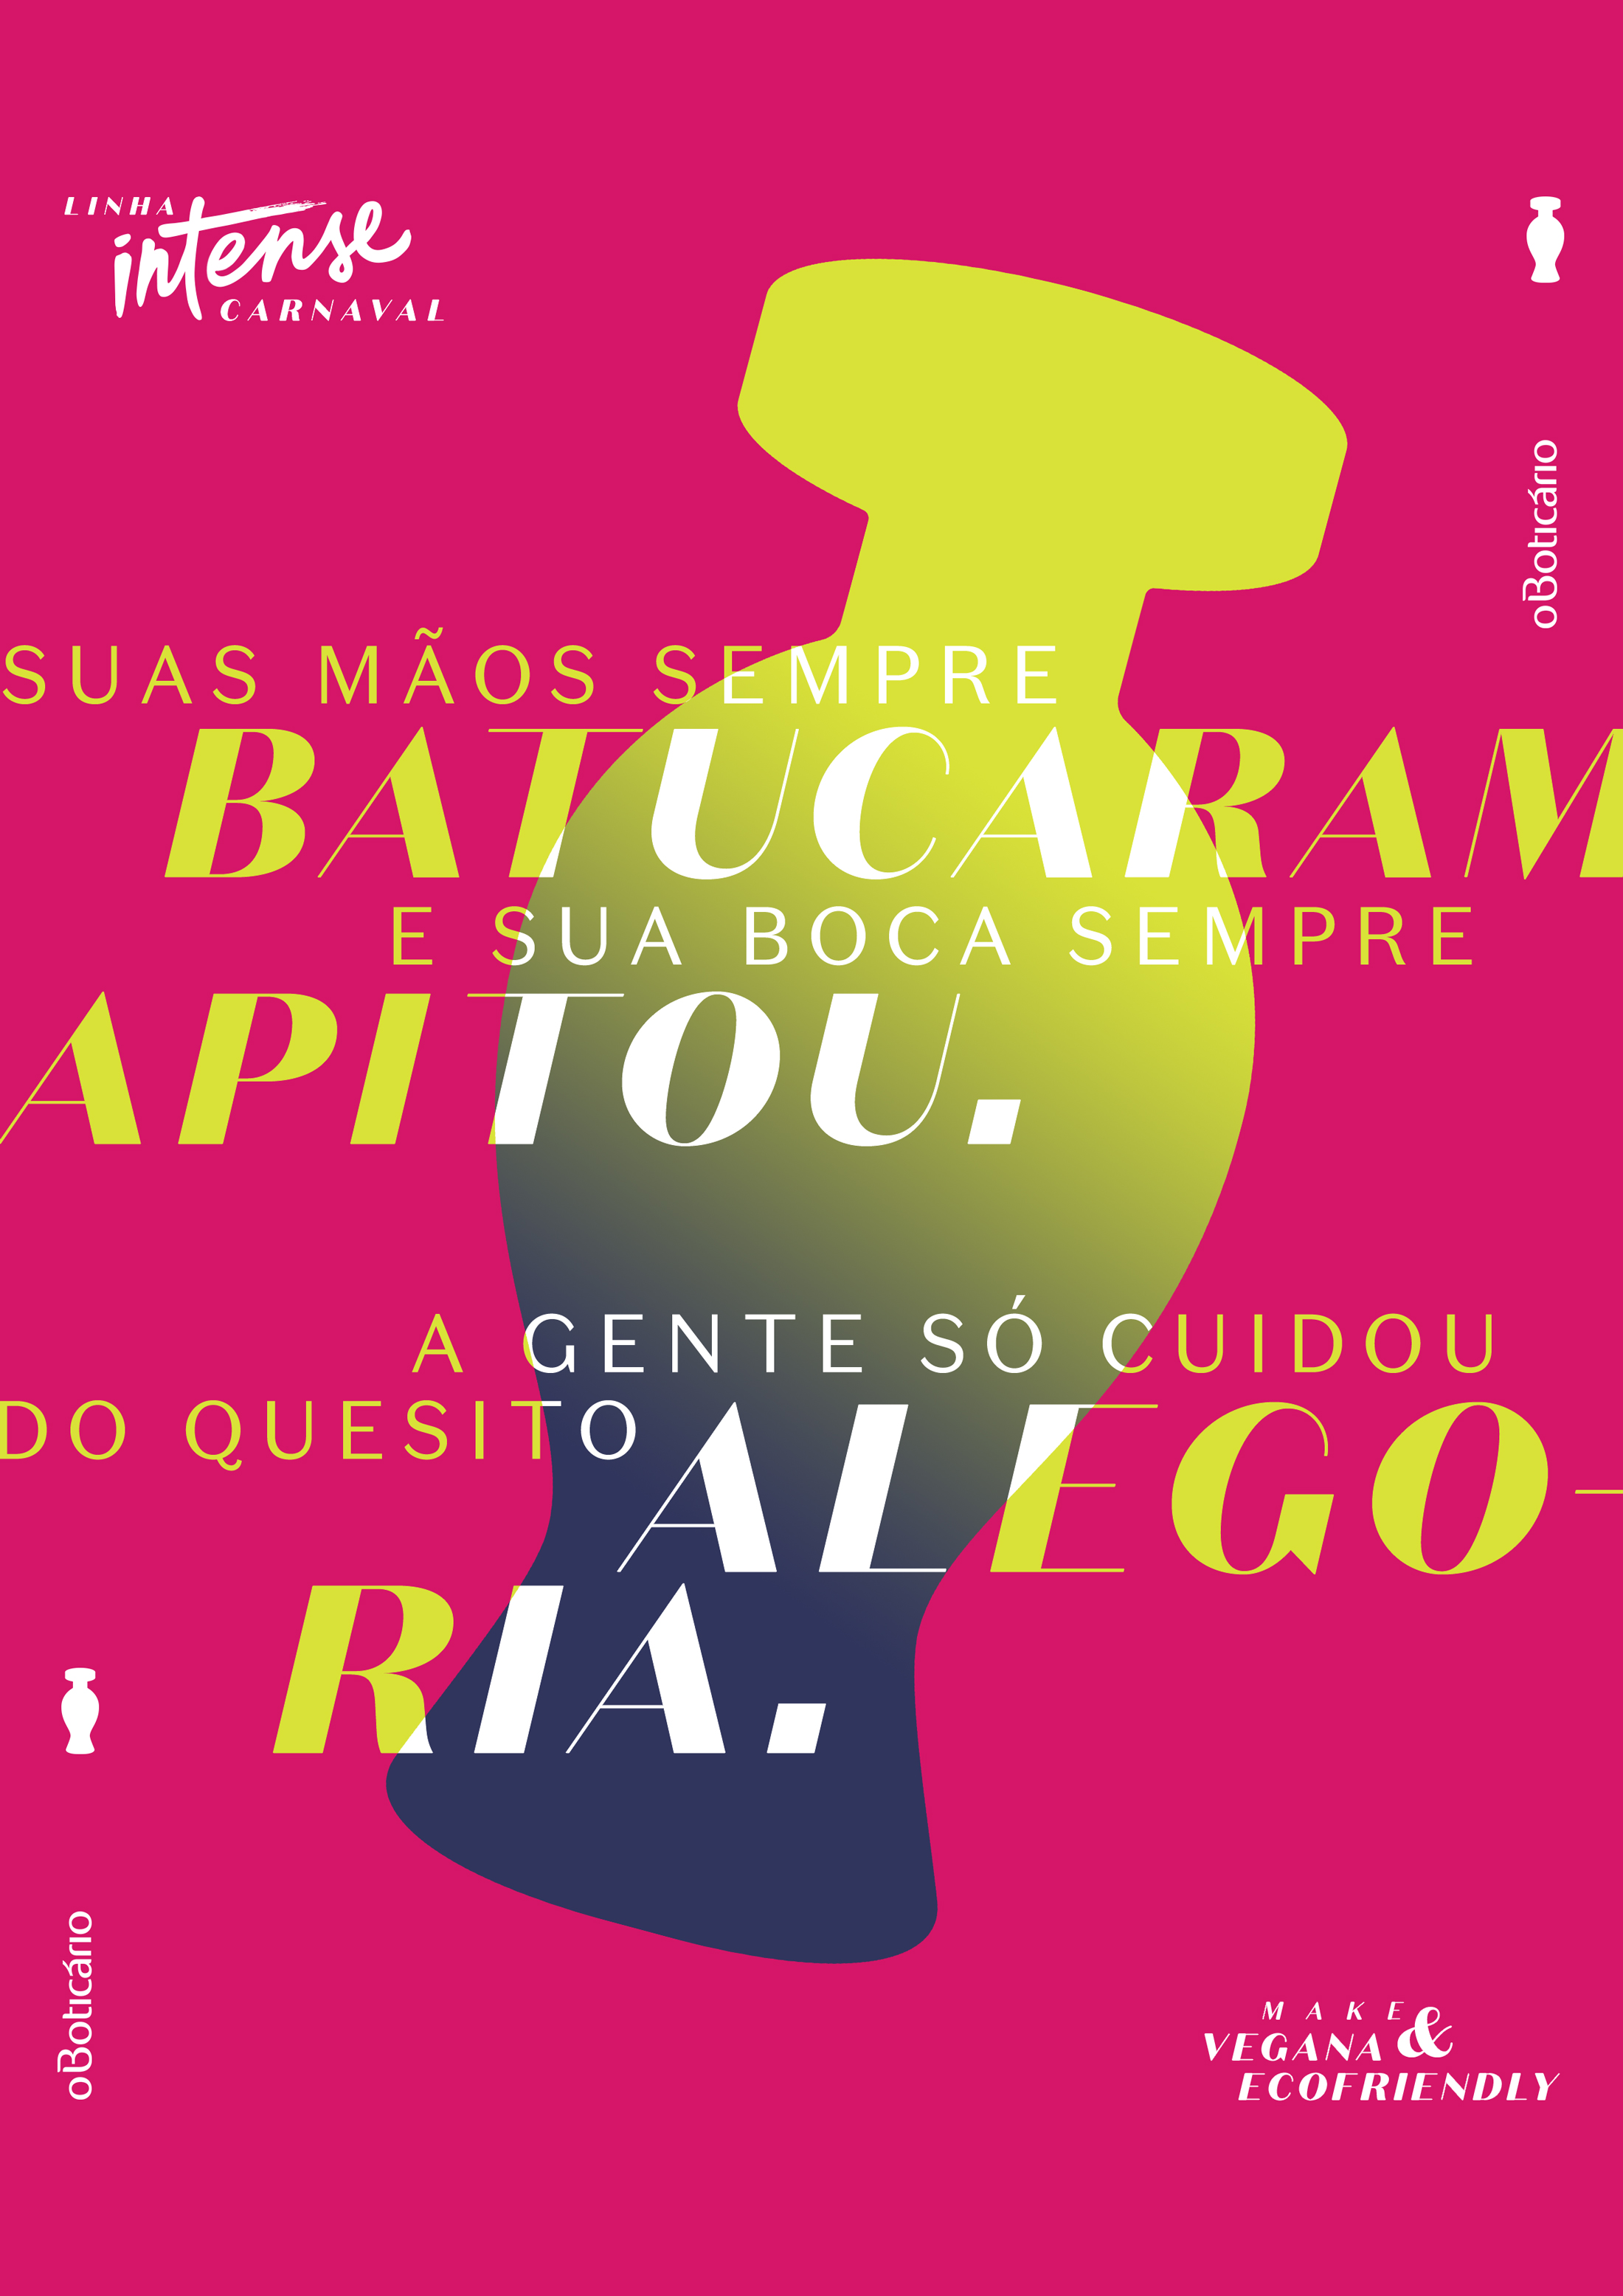 LINHA
intense
CARNAVAL
oBoticário
SUAS MÃOS SEMPRE
BATUCARAM
E SUA BOCA SEMPRE
APITOU.
A GENTE SÓ CUIDOU
DO QUESITO ALEGO-
RIA.
oBoticário
MAKE
VEGANA &
ECOFRIENDLY